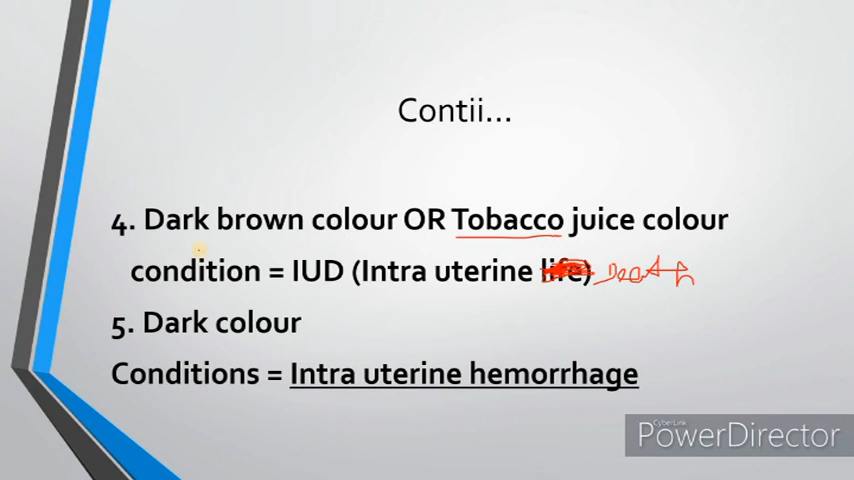 Contii...
4. Dark brown colour OR Tobacco juice colour
condition = IUD (Intra uterine life) Death
5. Dark colour
Conditions = Intra uterine hemorrhage
CyberLink
PowerDirector